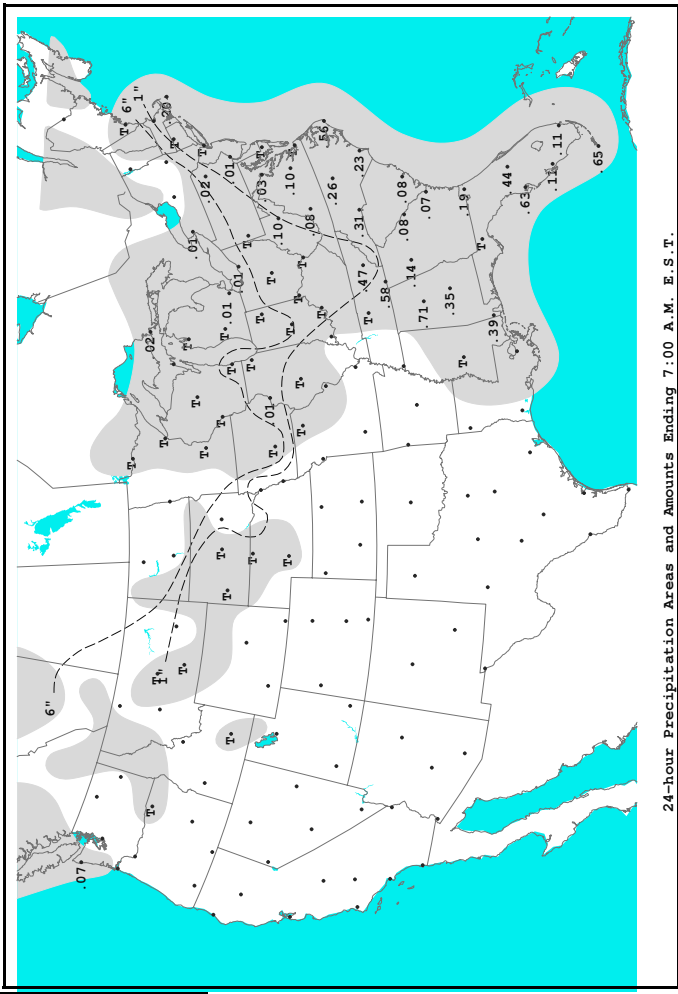 6"
.07
6"
T
1"
T
T
.02
T
1"
T
.20
T
T
T
.01
T
T
T
.02
T
T
T
T
.01
.01
T
T
.01
T
T
T
T
T
.03
.01
T
T
.10
T
.10
T
T
T
T
T
.08
T
.56
.26
.23
.31
.47
T
.58
.08
.08
.14
.71
.07
.35
T
.19
T
.39
.44
.63
.11
.11
.65
24-hour Precipitation Areas and Amounts Ending 7:00 A.M. E.S.T.